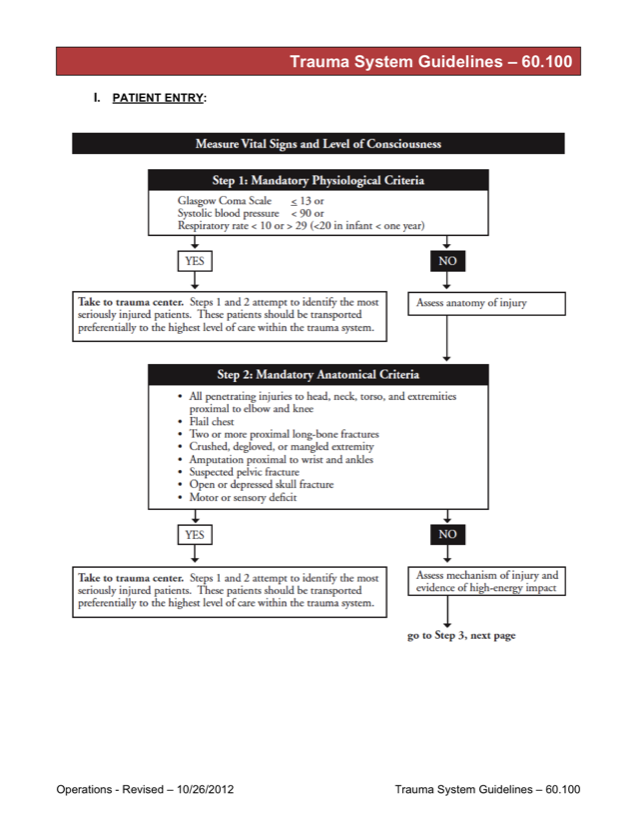 Trauma System Guidelines – 60.100
I. PATIENT ENTRY:
Measure Vital Signs and Level of Consciousness
Step 1: Mandatory Physiological Criteria
Glasgow Coma Scale ≤ 13 or
Systolic blood pressure < 90 or
Respiratory rate < 10 or > 29 (<20 in infant < one year)
YES
NO
Take to trauma center. Steps 1 and 2 attempt to identify the most
seriously injured patients. These patients should be transported
preferentially to the highest level of care within the trauma system.
Assess anatomy of injury
Step 2: Mandatory Anatomical Criteria
• All penetrating injuries to head, neck, torso, and extremities
proximal to elbow and knee
• Flail chest
• Two or more proximal long-bone fractures
• Crushed, degloved, or mangled extremity
• Amputation proximal to wrist and ankles
• Suspected pelvic fracture
• Open or depressed skull fracture
• Motor or sensory deficit
YES
NO
Take to trauma center. Steps 1 and 2 attempt to identify the most
seriously injured patients. These patients should be transported
preferentially to the highest level of care within the trauma system.
Assess mechanism of injury and
evidence of high-energy impact
go to Step 3, next page
Operations - Revised – 10/26/2012
Trauma System Guidelines – 60.100